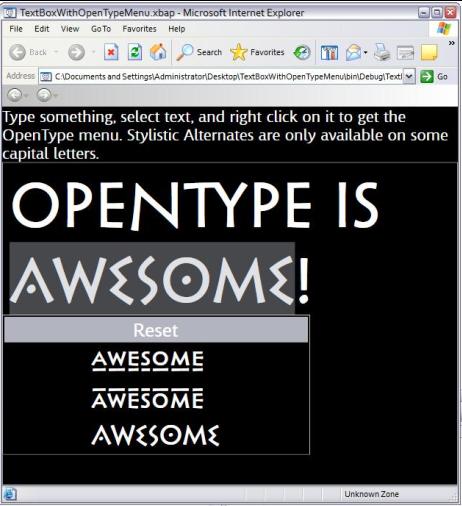 TextBoxWithOpenTypeMenu.xbap - Microsoft Internet Explorer
File Edit View GoTo Favorites Help
Back Search Favorites »
Address C:\Documents and Settings\Administrator\Desktop\TextBoxWithOpenTypeMenu\bin\Debug\Text Go
Type something, select text, and right click on it to get the
OpenType menu. Stylistic Alternates are only available on some
capital letters.
OPENTYPE IS
AWESOME!
Reset
AWESOME
AWESOME
AWESOME
Unknown Zone